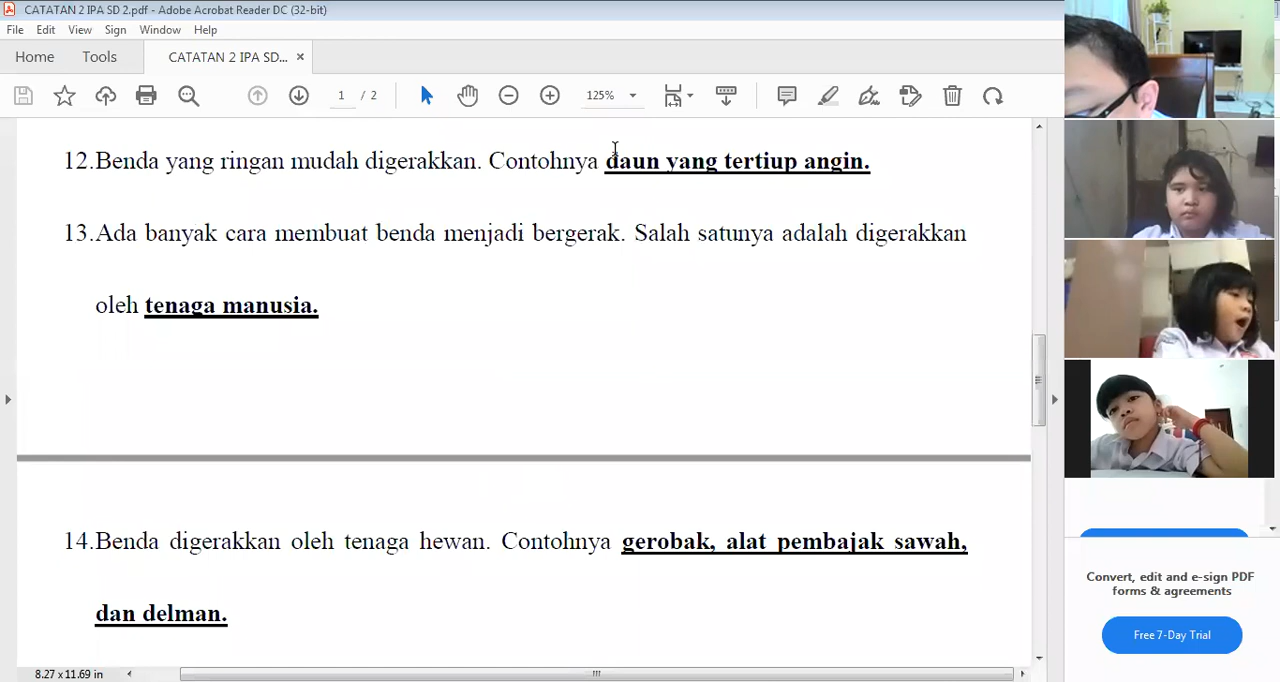 CATATAN 2 IPA SD 2.pdf - Adobe Acrobat Reader DC (32-bit)
File Edit View Sign Window Help
Home Tools CATATAN 2 IPA SD... ×
1 / 2 125%
12.Benda yang ringan mudah digerakkan. Contohnya daun yang tertiup angin.
13.Ada banyak cara membuat benda menjadi bergerak. Salah satunya adalah digerakkan
oleh tenaga manusia.
14.Benda digerakkan oleh tenaga hewan. Contohnya gerobak, alat pembajak sawah,
dan delman.
Convert, edit and e-sign PDF
forms & agreements
Free 7-Day Trial
8.27 x 11.69 in